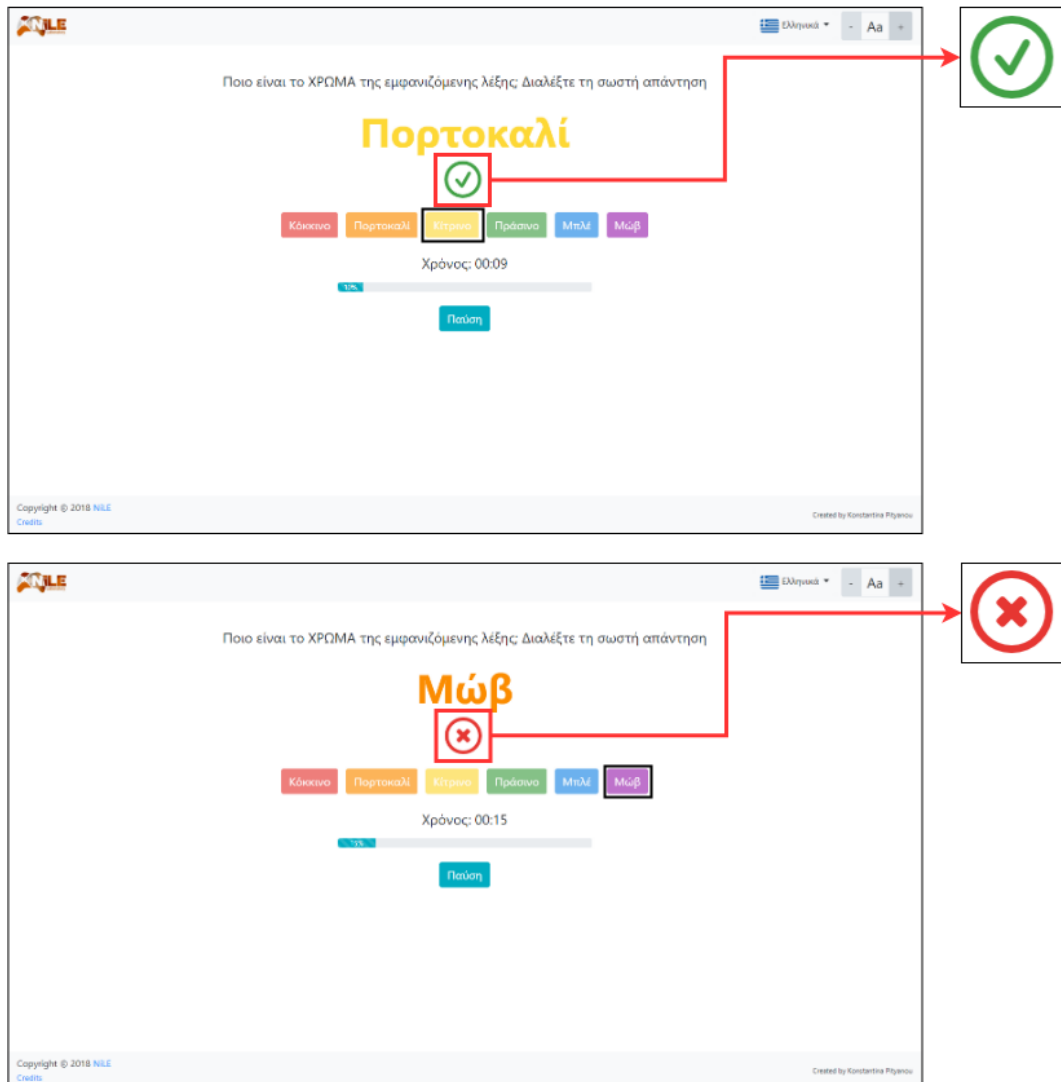 NiLE
Ελληνικά - Aa +
Ποιο είναι το ΧΡΩΜΑ της εμφανιζόμενης λέξης; Διαλέξτε τη σωστή απάντηση
Πορτοκαλί
Κόκκινο Πορτοκαλί Κίτρινο Πράσινο Μπλέ Μώβ
Χρόνος: 00:09
10%
Παύση
Copyright © 2018 NiLE
Credits
Created by Konstantina Pityanou
NiLE
Ελληνικά - Aa +
Ποιο είναι το ΧΡΩΜΑ της εμφανιζόμενης λέξης; Διαλέξτε τη σωστή απάντηση
Μώβ
Κόκκινο Πορτοκαλί Κίτρινο Πράσινο Μπλέ Μώβ
Χρόνος: 00:15
Παύση
Copyright © 2018 NiLE
Credits
Created by Konstantina Pityanou